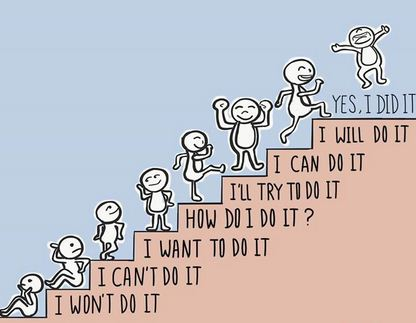 YES, I DID IT
I WILL DO IT
I CAN DO IT
I'LL TRY TO DO IT
HOW DO I DO IT?
I WANT TO DO IT
I CAN'T DO IT
I WON'T DO IT